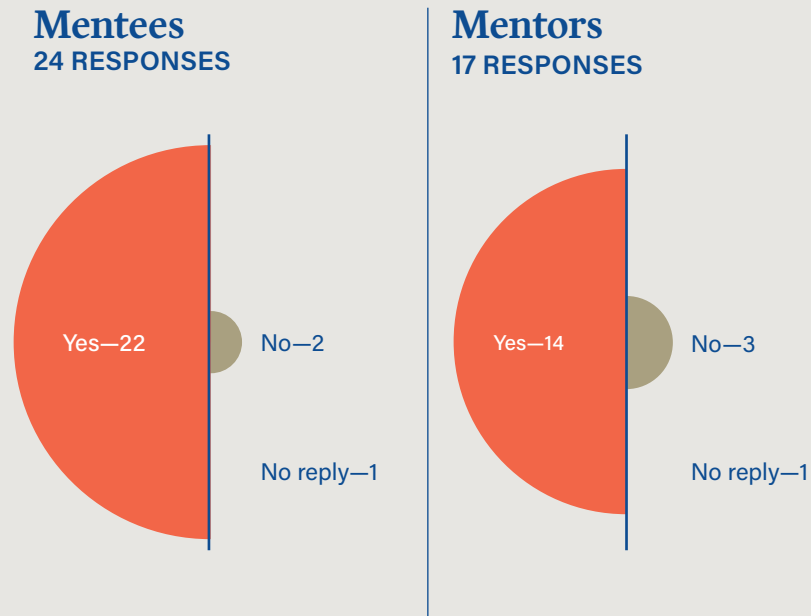 Mentees
24 RESPONSES
Yes—22
No—2
No reply—1
Mentors
17 RESPONSES
Yes—14
No—3
No reply—1